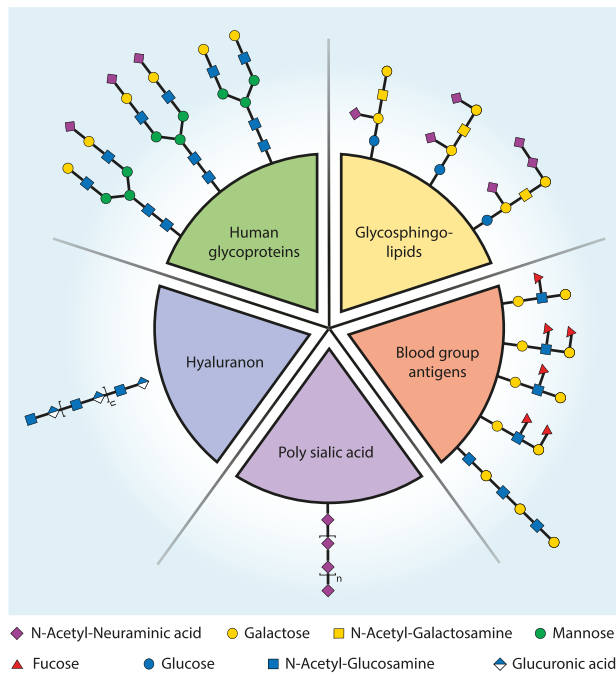 Human
glycoproteins
Glycosphingo-
lipids
Hyaluranon
Blood group
antigens
Poly sialic acid
n
n
N-Acetyl-Neuraminic acid
Galactose
N-Acetyl-Galactosamine
Mannose
Fucose
Glucose
N-Acetyl-Glucosamine
Glucuronic acid